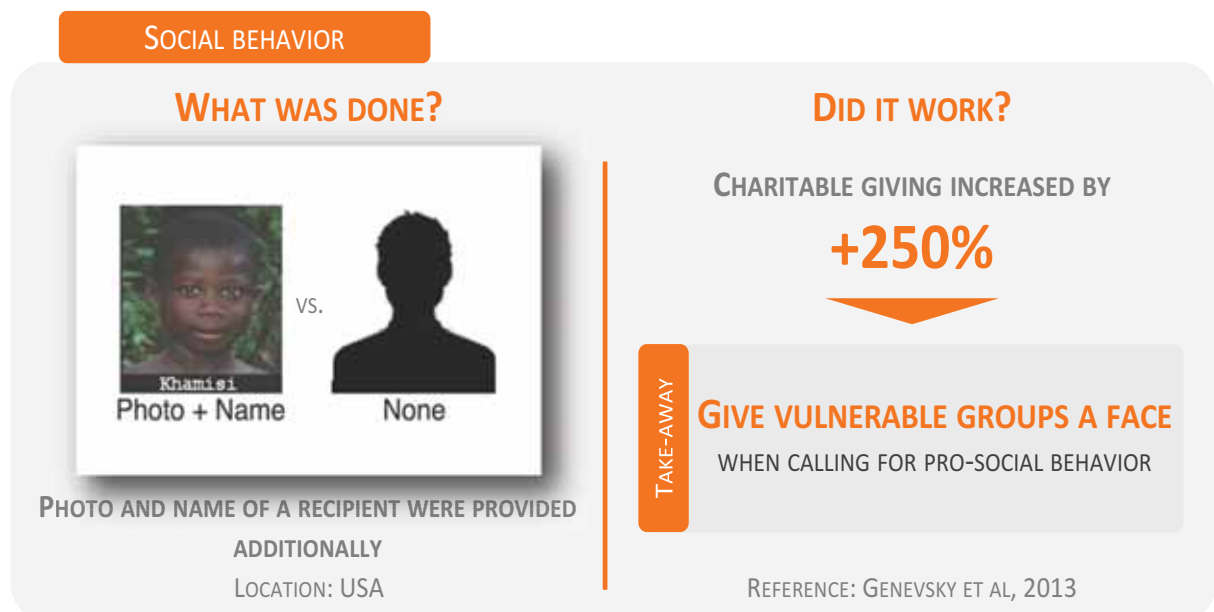 SOCIAL BEHAVIOR
WHAT WAS DONE?
Khamisi
Photo + Name
VS.
None
PHOTO AND NAME OF A RECIPIENT WERE PROVIDED
ADDITIONALLY
LOCATION: USA
DID IT WORK?
CHARITABLE GIVING INCREASED BY
+250%
TAKE-AWAY
GIVE VULNERABLE GROUPS A FACE
WHEN CALLING FOR PRO-SOCIAL BEHAVIOR
REFERENCE: GENEVSKY ET AL, 2013